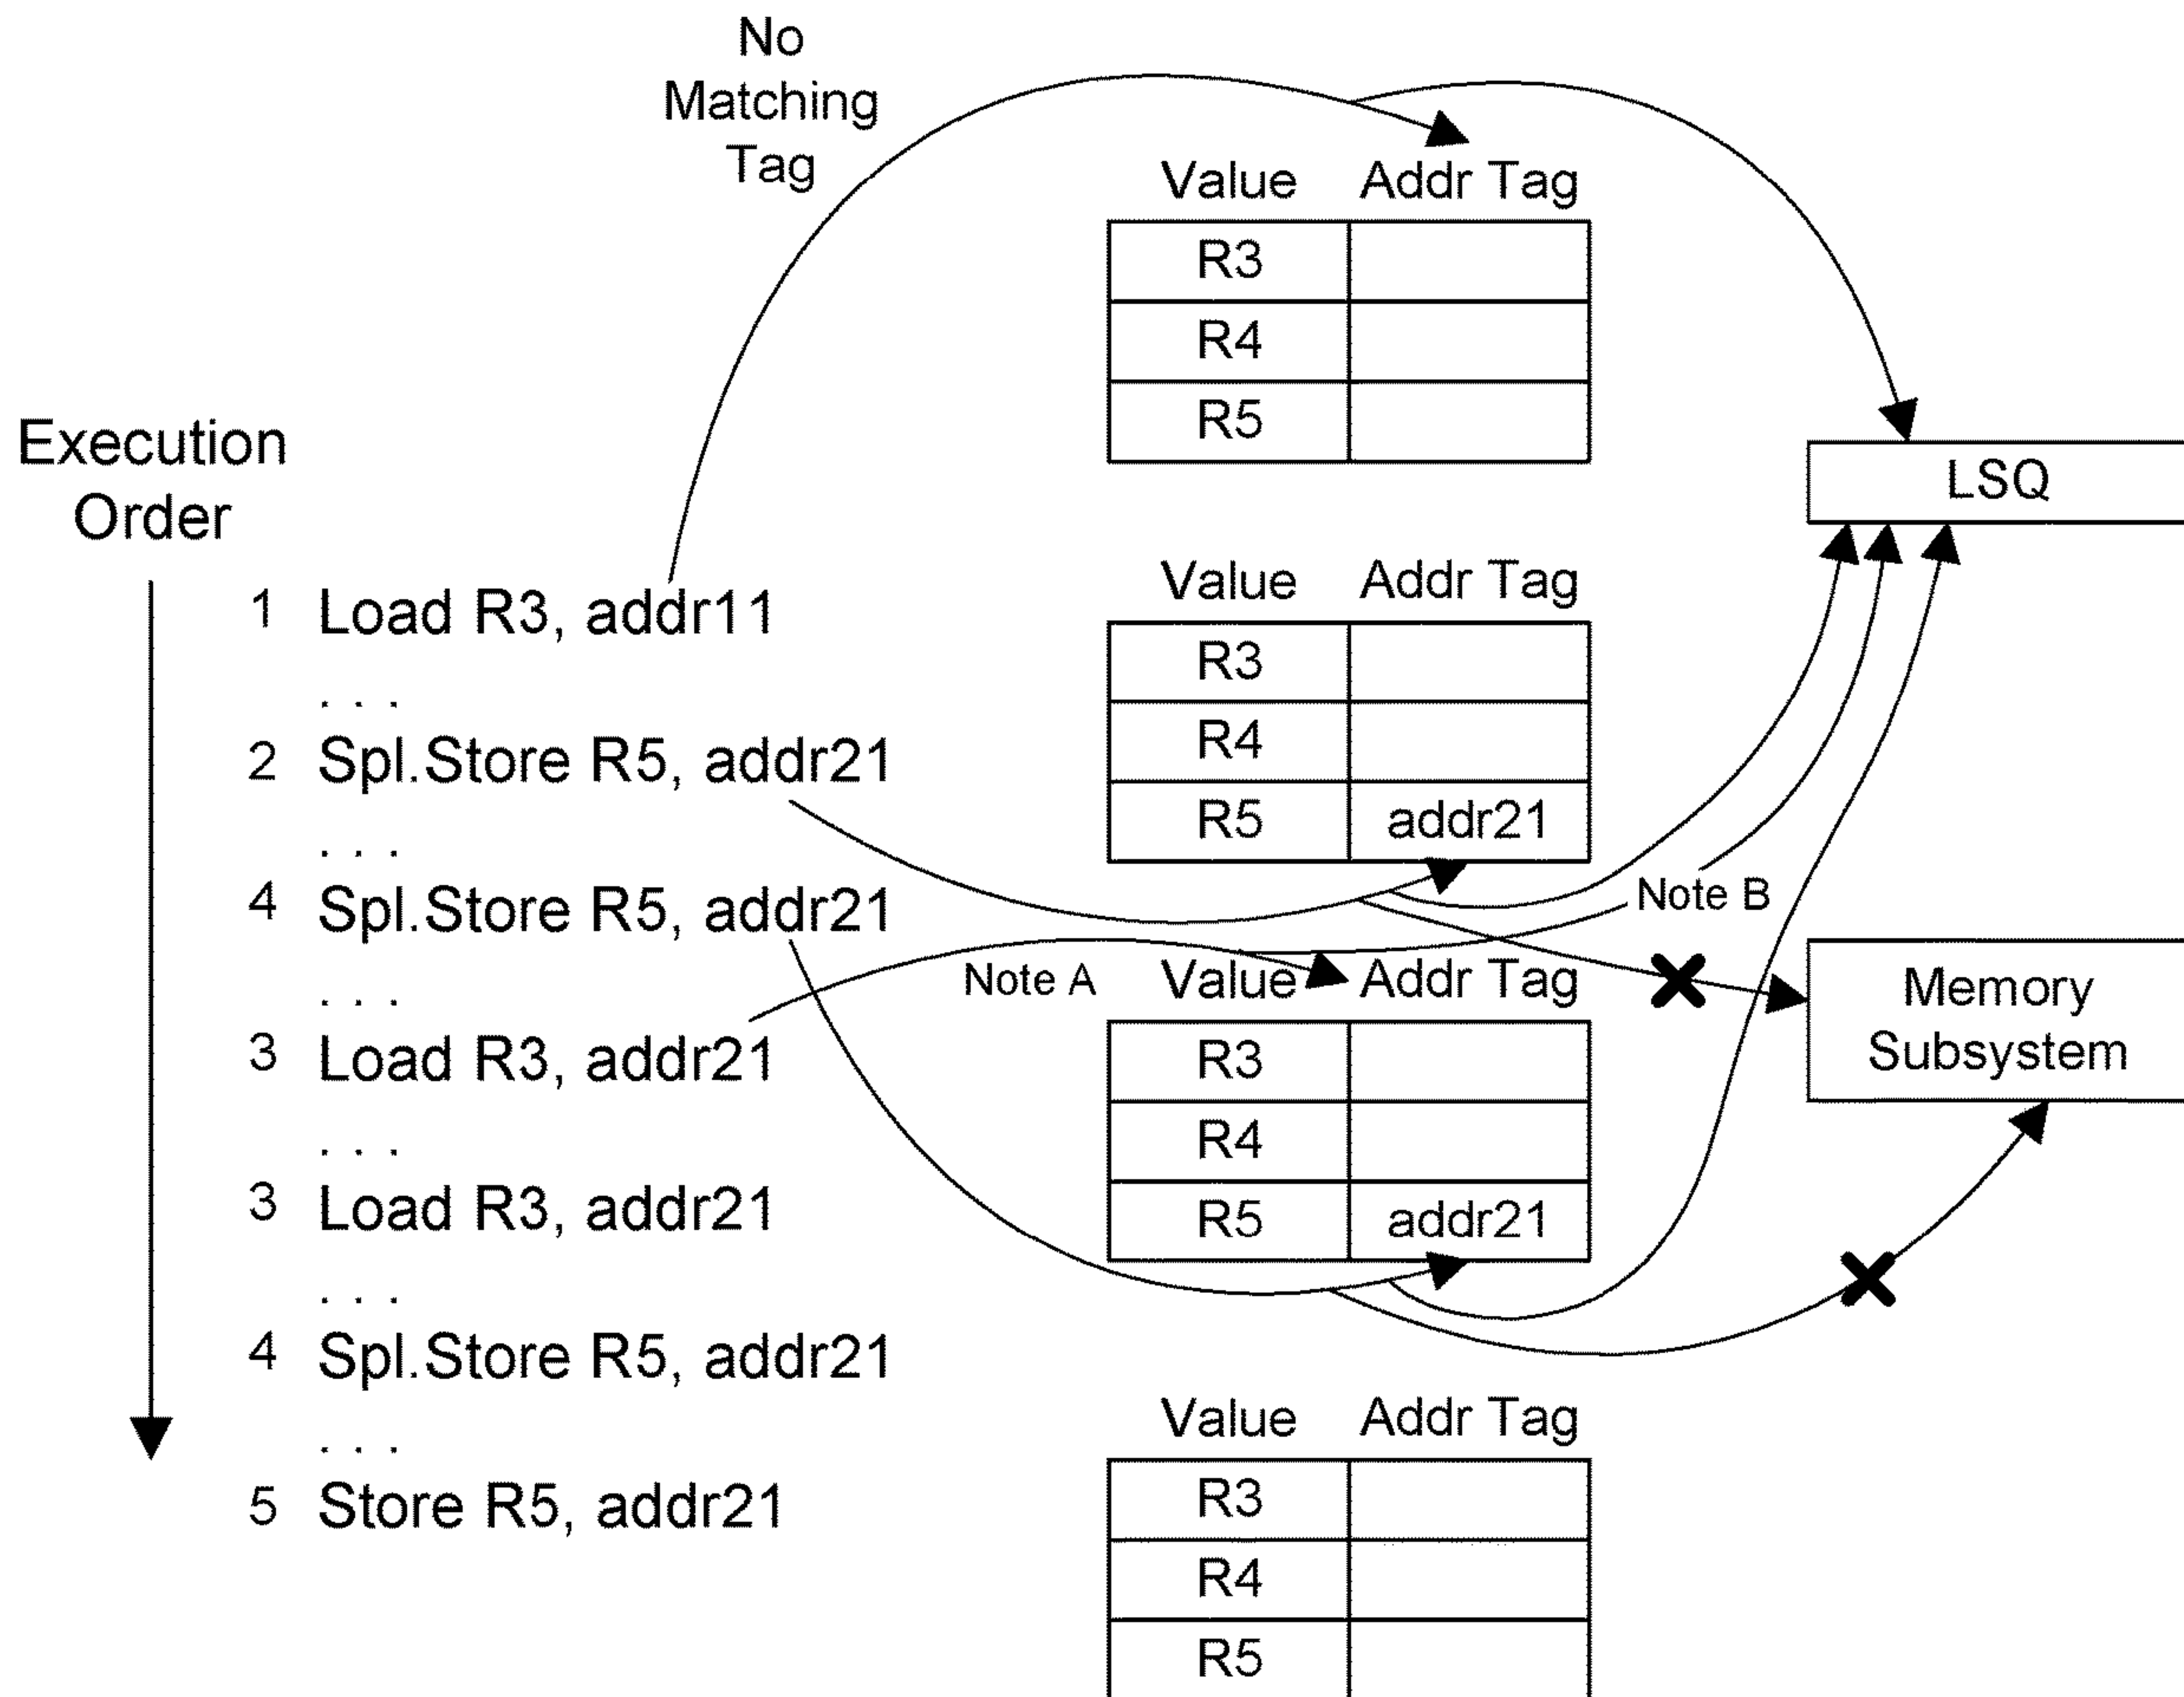 No
Matching
Tag
Value Addr Tag
R3
R4
R5
Execution
Order
LSQ
1 Load R3, addr11
. . .
2 Spl.Store R5, addr21
. . .
4 Spl.Store R5, addr21
. . .
3 Load R3, addr21
. . .
3 Load R3, addr21
. . .
4 Spl.Store R5, addr21
. . .
5 Store R5, addr21
Value Addr Tag
R3
R4
R5 addr21
Note B
Note A
Value Addr Tag
R3
R4
R5 addr21
Memory
Subsystem
Value Addr Tag
R3
R4
R5